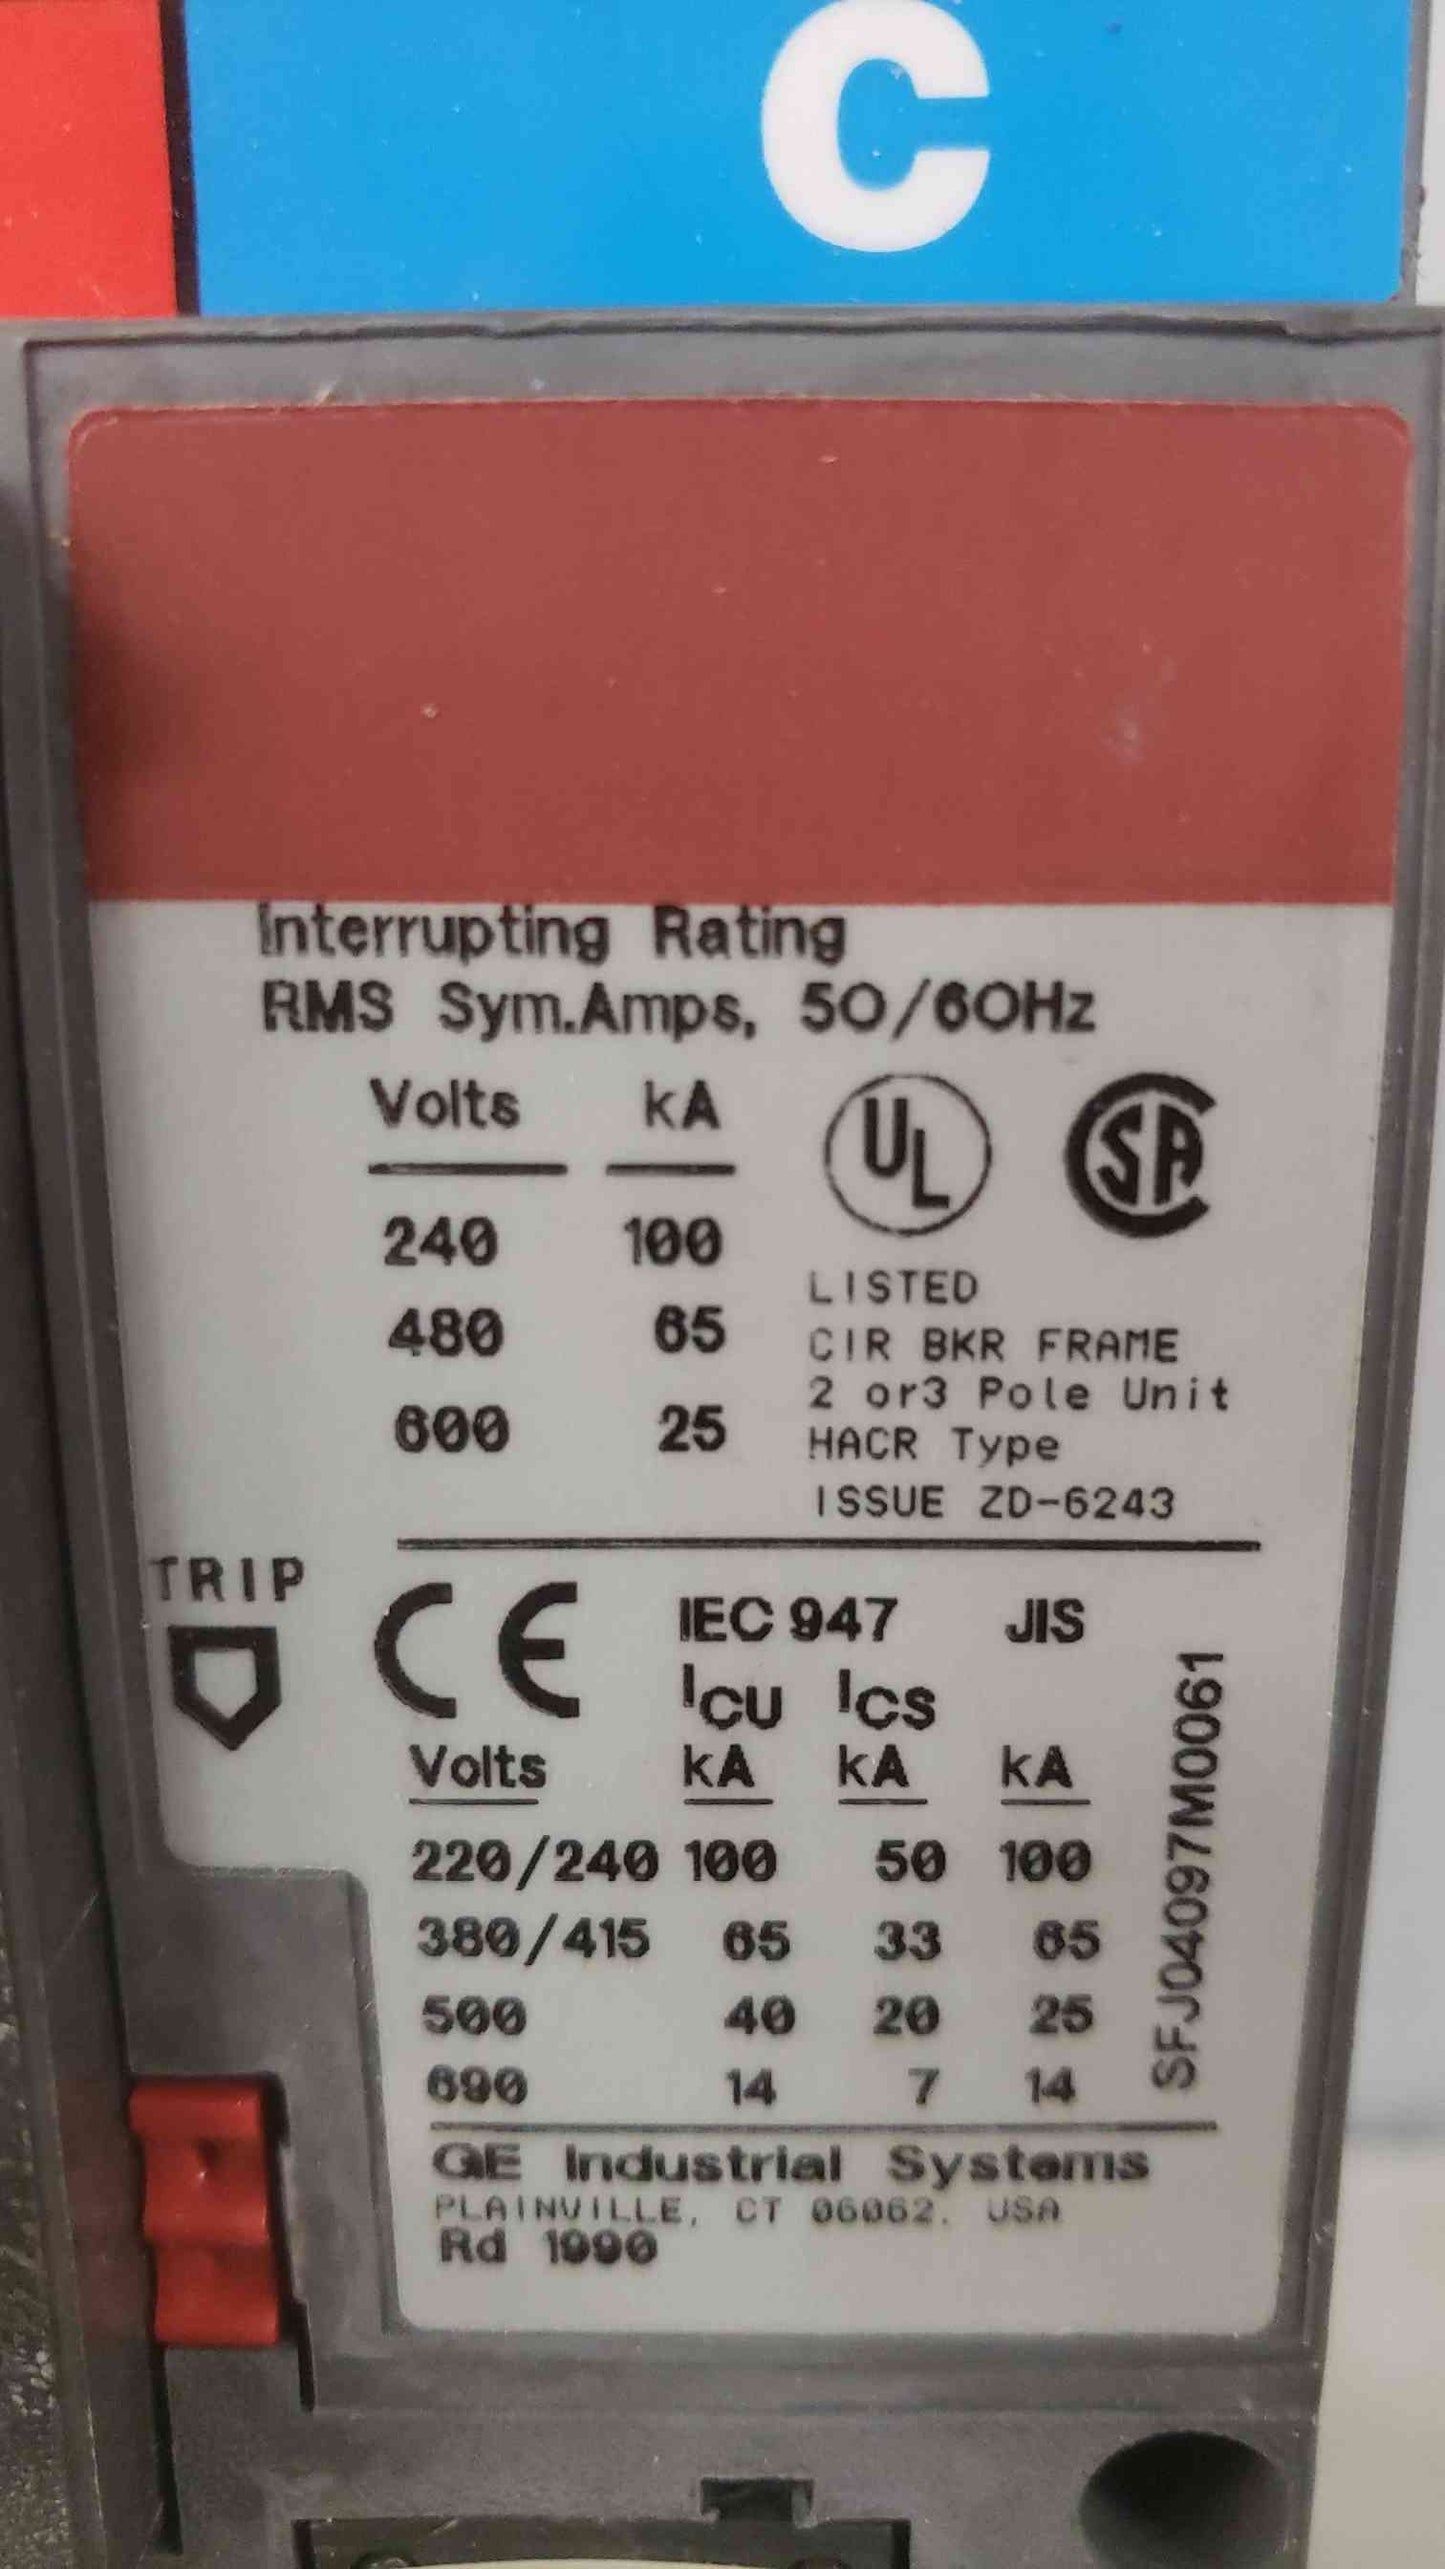 C
Interrupting Rating
RMS Sym.Amps, 50/60Hz
Volts kA
240 100
480 65
600 25
UL
SA
LISTED
CIR BKR FRAME
2 or3 Pole Unit
HACR Type
ISSUE ZD-6243
TRIP
CE IEC 947 JIS
ICU ICS
Volts kA kA kA
220/240 100 50 100
380/415 65 33 65
500 40 20 25
690 14 7 14
SFJ04097M0061
GE Industrial Systems
PLAINVILLE, CT 06062. USA
Rd 1990